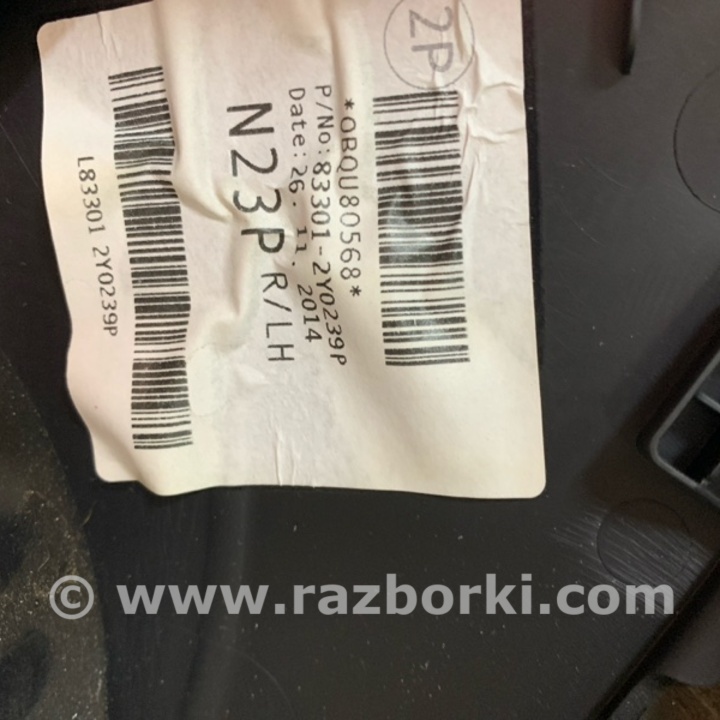 2P
*OBQU80568*
P/No:83301-2Y0239P
Date:26. 11. 2014
N23P R/LH
L83301 2Y0239P
© www.razborki.com